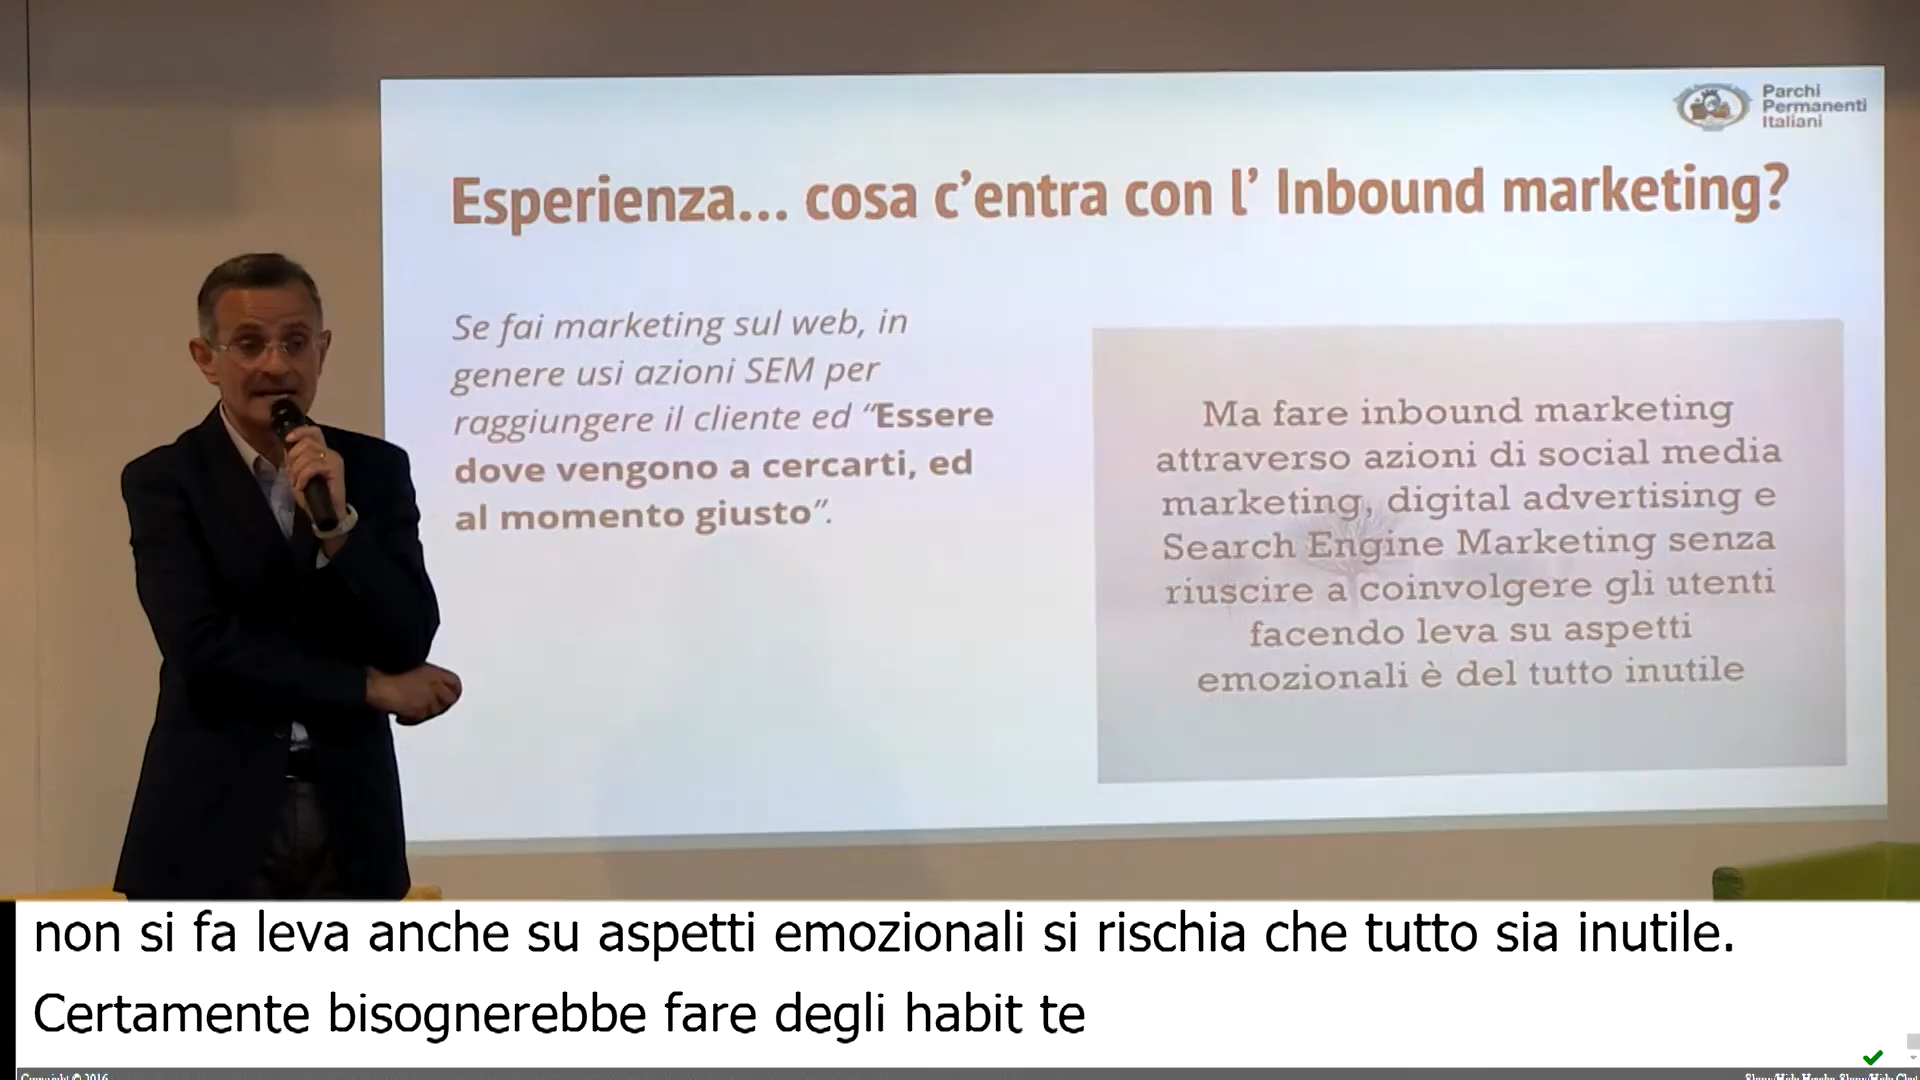 Parchi
Permanenti
Italiani
Esperienza... cosa c’entra con l’ Inbound marketing?
Se fai marketing sul web, in
genere usi azioni SEM per
raggiungere il cliente ed “Essere
dove vengono a cercarti, ed
al momento giusto”.
Ma fare inbound marketing
attraverso azioni di social media
marketing, digital advertising e
Search Engine Marketing senza
riuscire a coinvolgere gli utenti
facendo leva su aspetti
emozionali è del tutto inutile
non si fa leva anche su aspetti emozionali si rischia che tutto sia inutile.
Certamente bisognerebbe fare degli habit te
Copyright © 2016